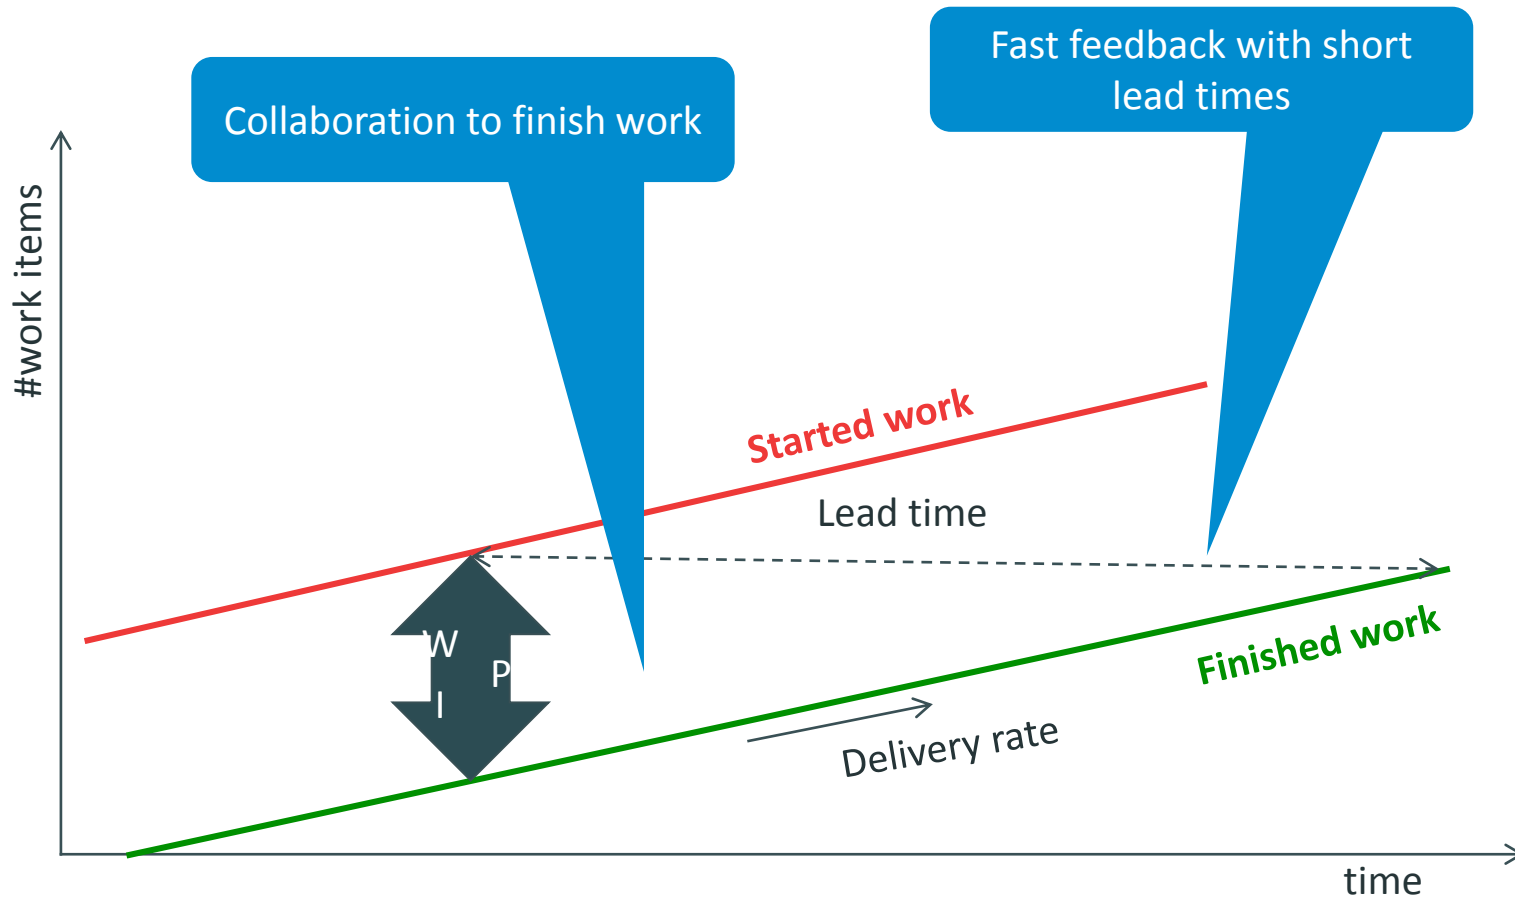 Fast feedback with short
lead times
Collaboration to finish work
#work items
Started work
Lead time
W
I
P
Finished work
Delivery rate
time